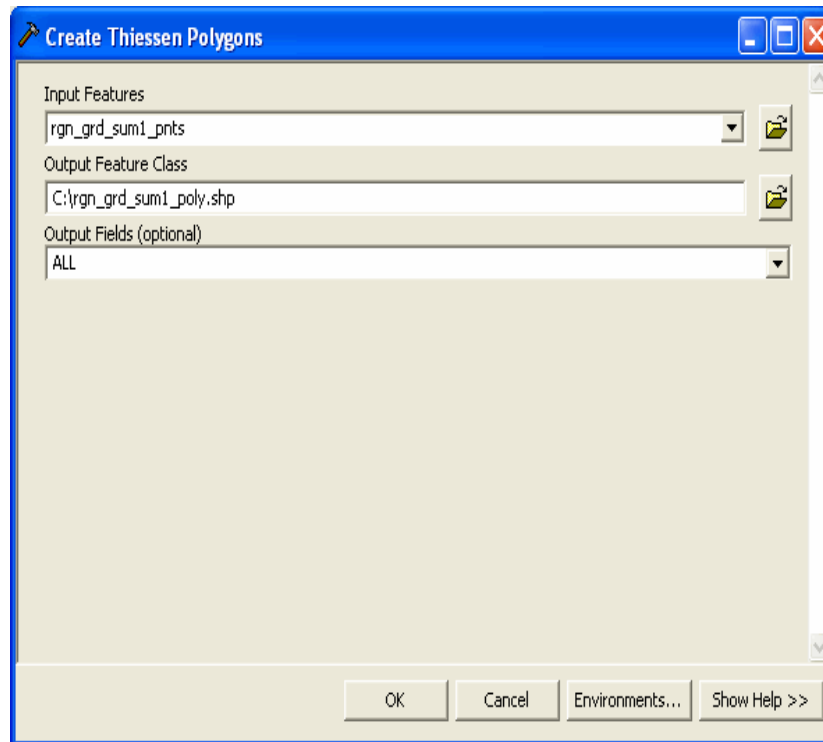 Create Thiessen Polygons
Input Features
rgn_grd_sum1_pnts
Output Feature Class
C:\rgn_grd_sum1_poly.shp
Output Fields (optional)
ALL
OK
Cancel
Environments...
Show Help >>